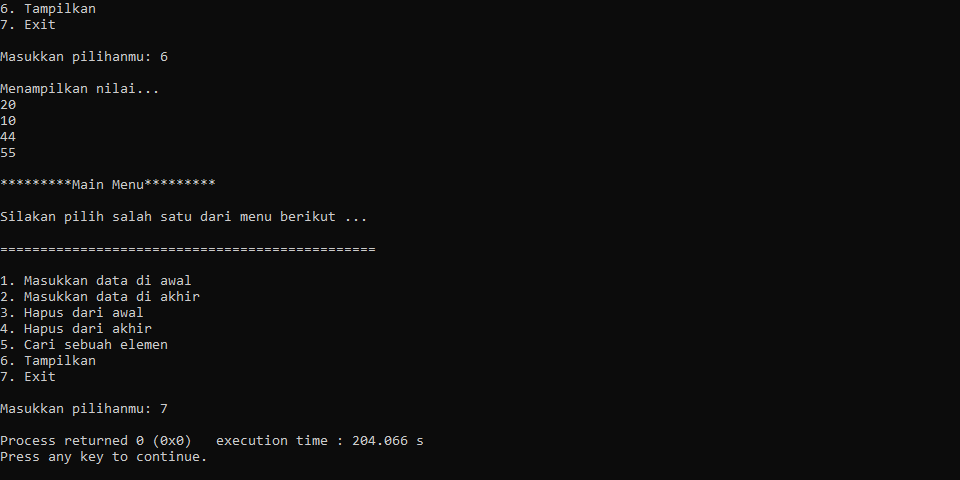 6. Tampilkan
7. Exit
Masukkan pilihanmu: 6
Menampilkan nilai...
20
10
44
55
*********Main Menu*********
Silakan pilih salah satu dari menu berikut ...
===============================================
1. Masukkan data di awal
2. Masukkan data di akhir
3. Hapus dari awal
4. Hapus dari akhir
5. Cari sebuah elemen
6. Tampilkan
7. Exit
Masukkan pilihanmu: 7
Process returned 0 (0x0)   execution time : 204.066 s
Press any key to continue.